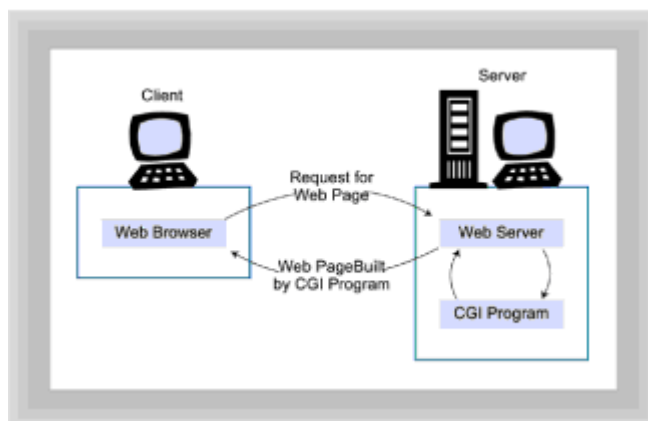 Server
Client
Request for
Web Page
Web Browser
Web Server
Web PageBuilt
by CGI Program
CGI Program